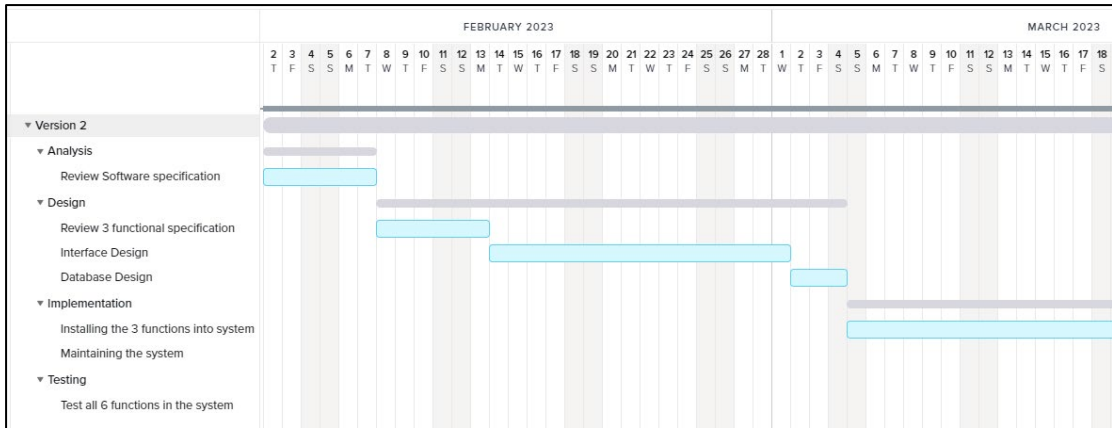 FEBRUARY 2023 MARCH 2023
2 3 4 5 6 7 8 9 10 11 12 13 14 15 16 17 18 19 20 21 22 23 24 25 26 27 28 1 2 3 4 5 6 7 8 9 10 11 12 13 14 15 16 17 18
T F S S M T W T F S S M T W T F S S M T W T F S S M T W T F S S M T W T F S S M T W T F S
Version 2
Analysis
Review Software specification
Design
Review 3 functional specification
Interface Design
Database Design
Implementation
Installing the 3 functions into system
Maintaining the system
Testing
Test all 6 functions in the system